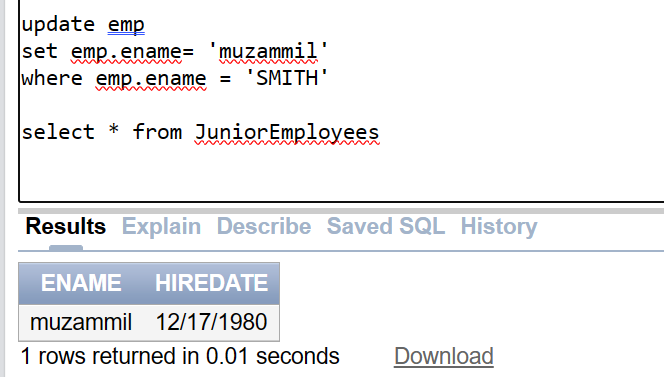 update emp
set emp.ename= 'muzammil'
where emp.ename = 'SMITH'
select * from JuniorEmployees
Results Explain Describe Saved SQL History
ENAME HIREDATE
muzammil 12/17/1980
1 rows returned in 0.01 seconds Download